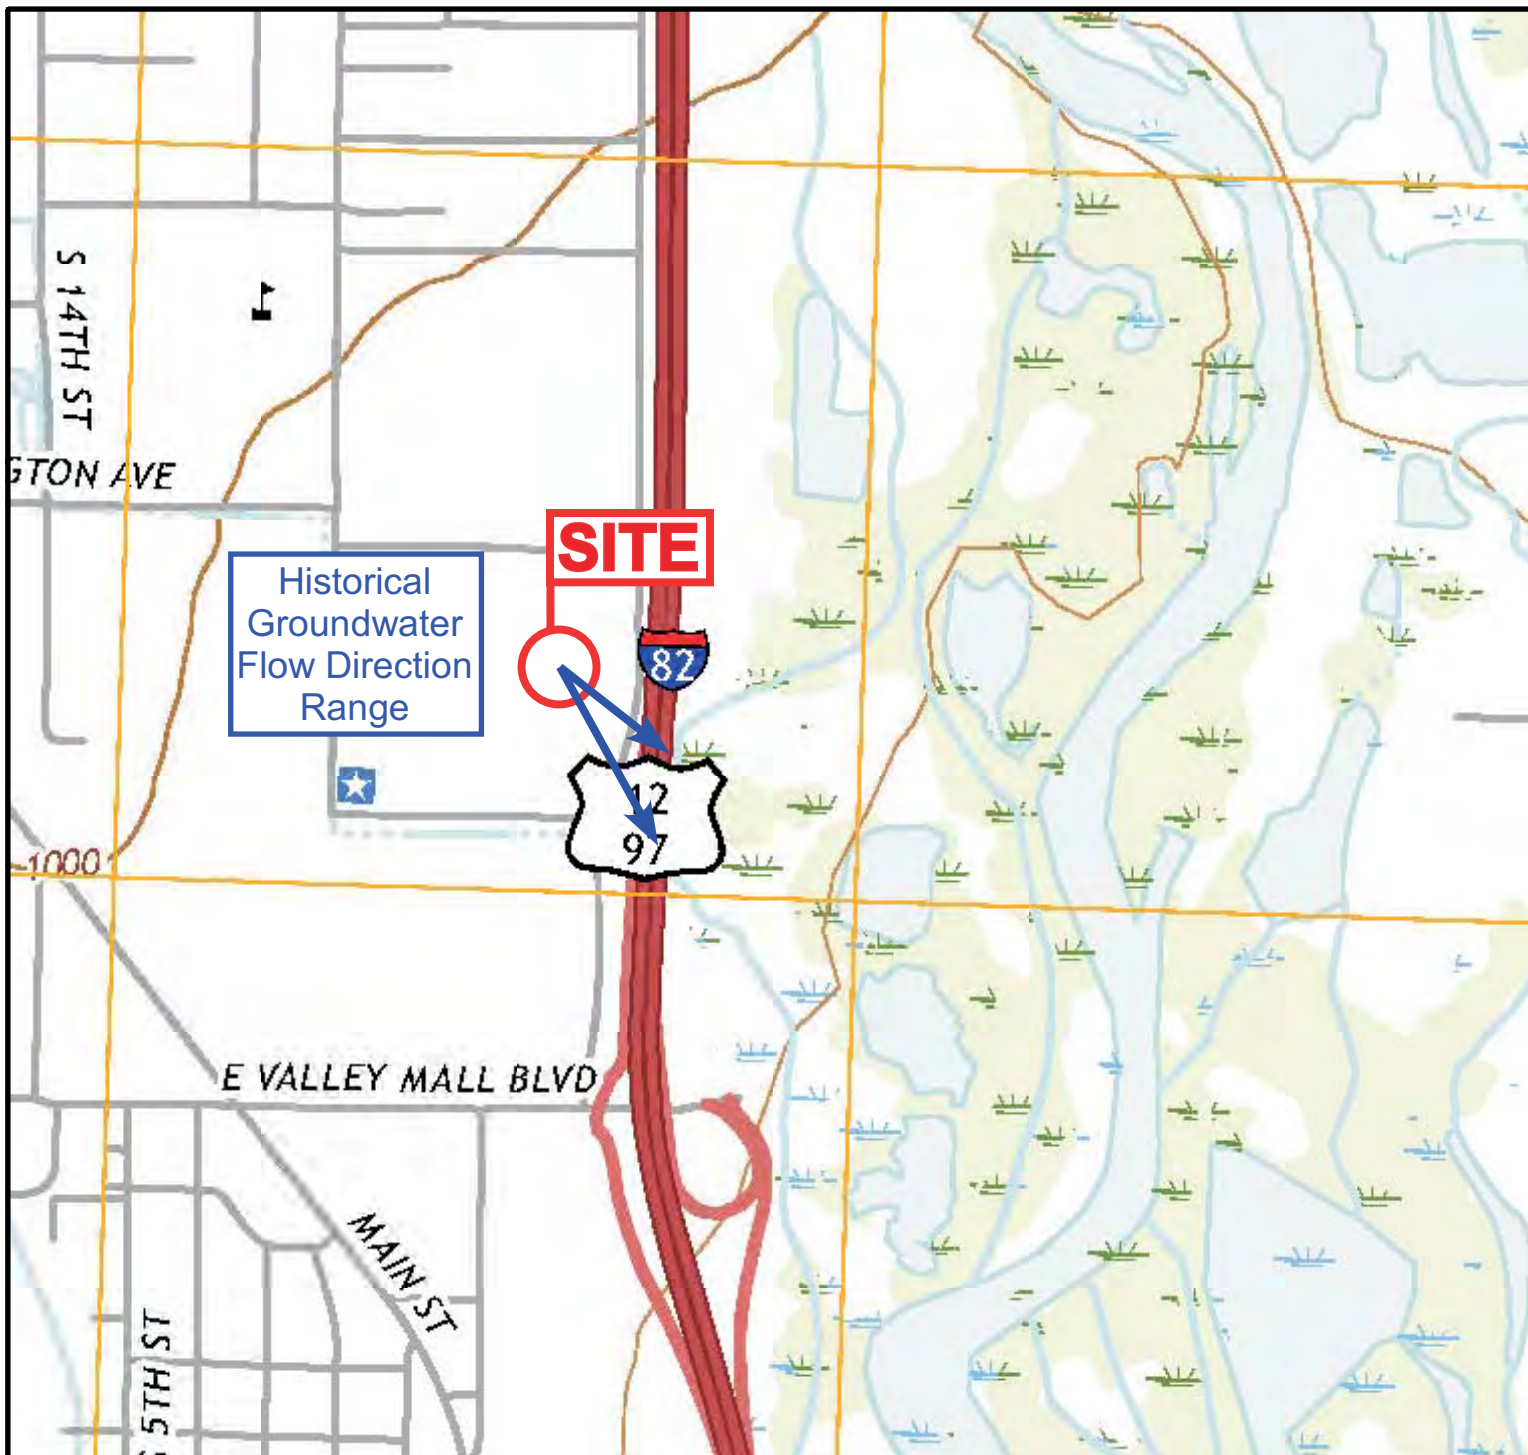 S 14TH ST
GTON AVE
SITE
Historical
Groundwater
Flow Direction
Range
82
12
97
1000
E VALLEY MALL BLVD
MAIN ST
S 5TH ST